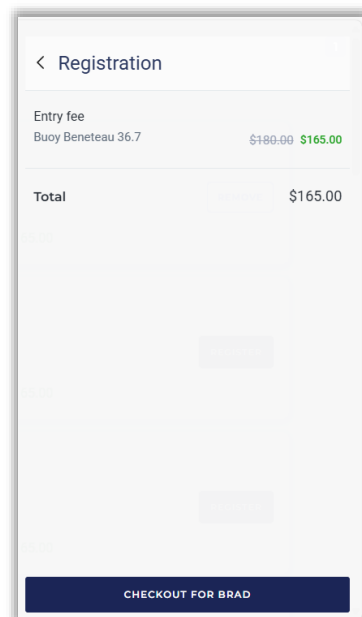 Registration
Entry fee
Buoy Beneteau 36.7
$180.00 $165.00
Total
$165.00
CHECKOUT FOR BRAD